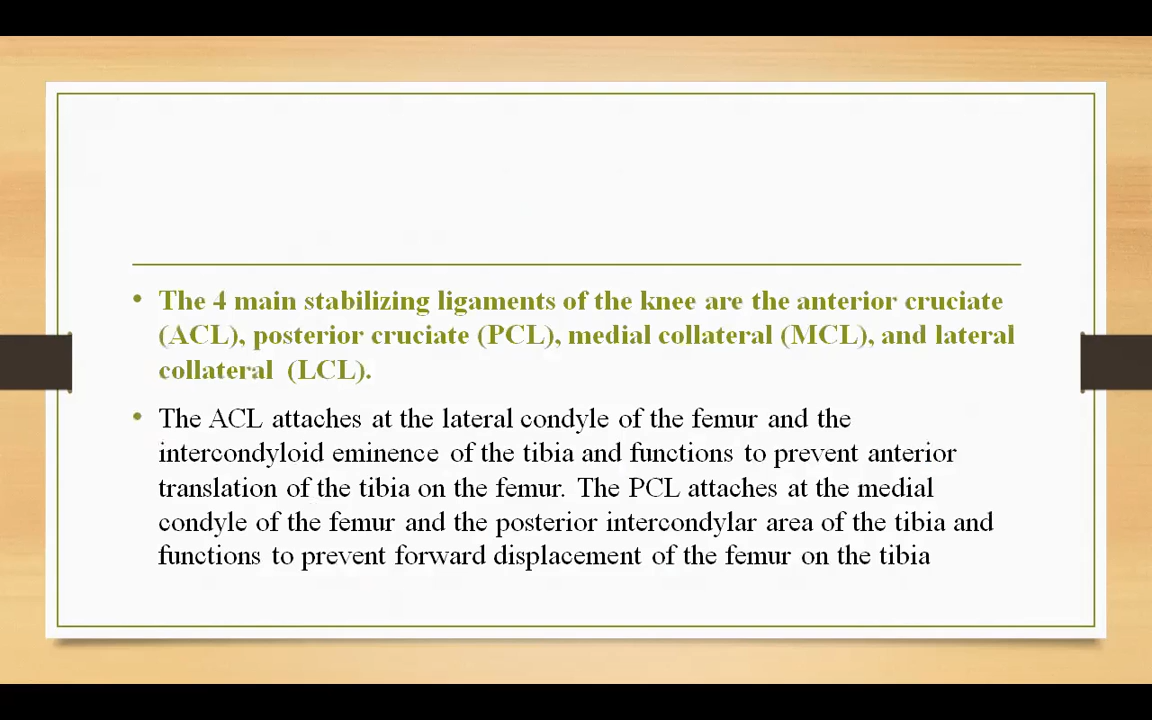 • The 4 main stabilizing ligaments of the knee are the anterior cruciate
(ACL), posterior cruciate (PCL), medial collateral (MCL), and lateral
collateral (LCL).
• The ACL attaches at the lateral condyle of the femur and the
intercondyloid eminence of the tibia and functions to prevent anterior
translation of the tibia on the femur. The PCL attaches at the medial
condyle of the femur and the posterior intercondylar area of the tibia and
functions to prevent forward displacement of the femur on the tibia